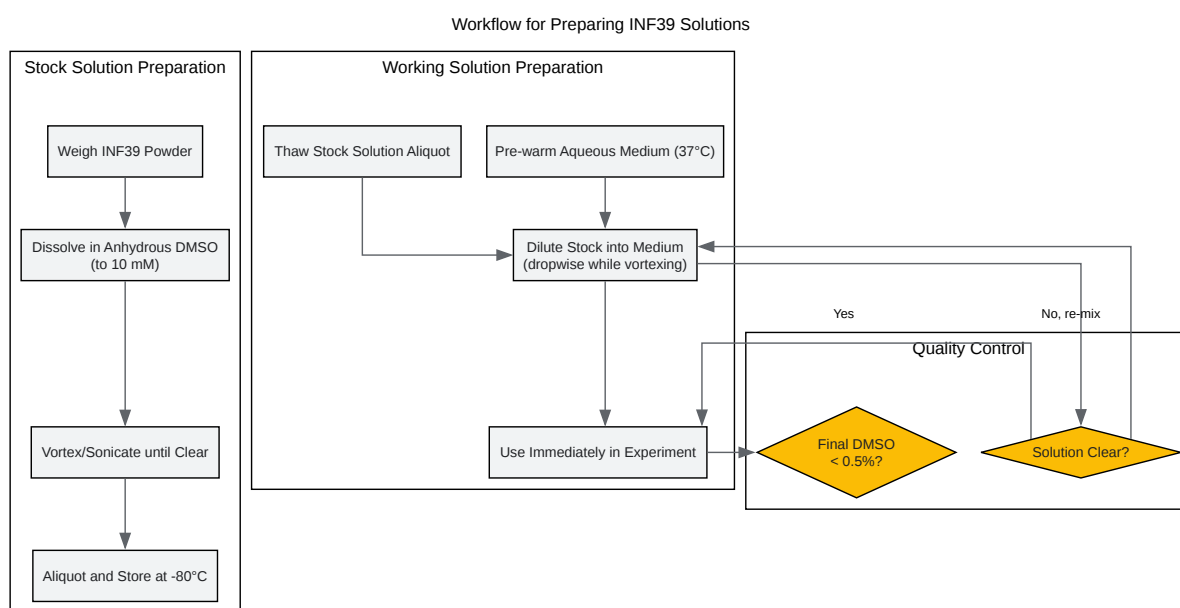 Workflow for Preparing INF39 Solutions
Stock Solution Preparation
Weigh INF39 Powder
Dissolve in Anhydrous DMSO
(to 10 mM)
Vortex/Sonicate until Clear
Aliquot and Store at -80°C
Working Solution Preparation
Thaw Stock Solution Aliquot
Pre-warm Aqueous Medium (37°C)
Dilute Stock into Medium
(dropwise while vortexing)
Use Immediately in Experiment
Yes
No, re-mix
Quality Control
Final DMSO
< 0.5%?
Solution Clear?